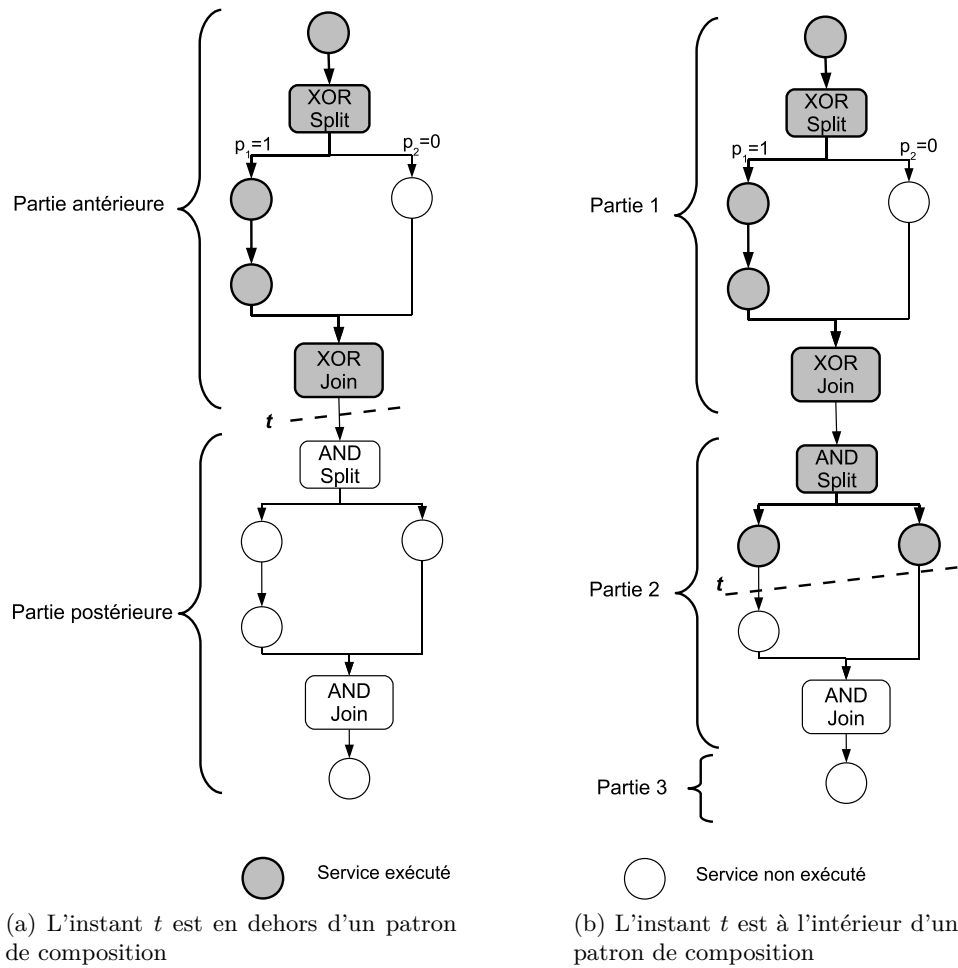 XOR
Split
p1=1
p2=0
Partie antérieure
XOR
Join
t
AND
Split
Partie postérieure
AND
Join
XOR
Split
p1=1
p2=0
Partie 1
XOR
Join
AND
Split
t
Partie 2
AND
Join
Partie 3
Service exécuté
Service non exécuté
(a) L'instant t est en dehors d'un patron
de composition
(b) L'instant t est à l'intérieur d'un
patron de composition